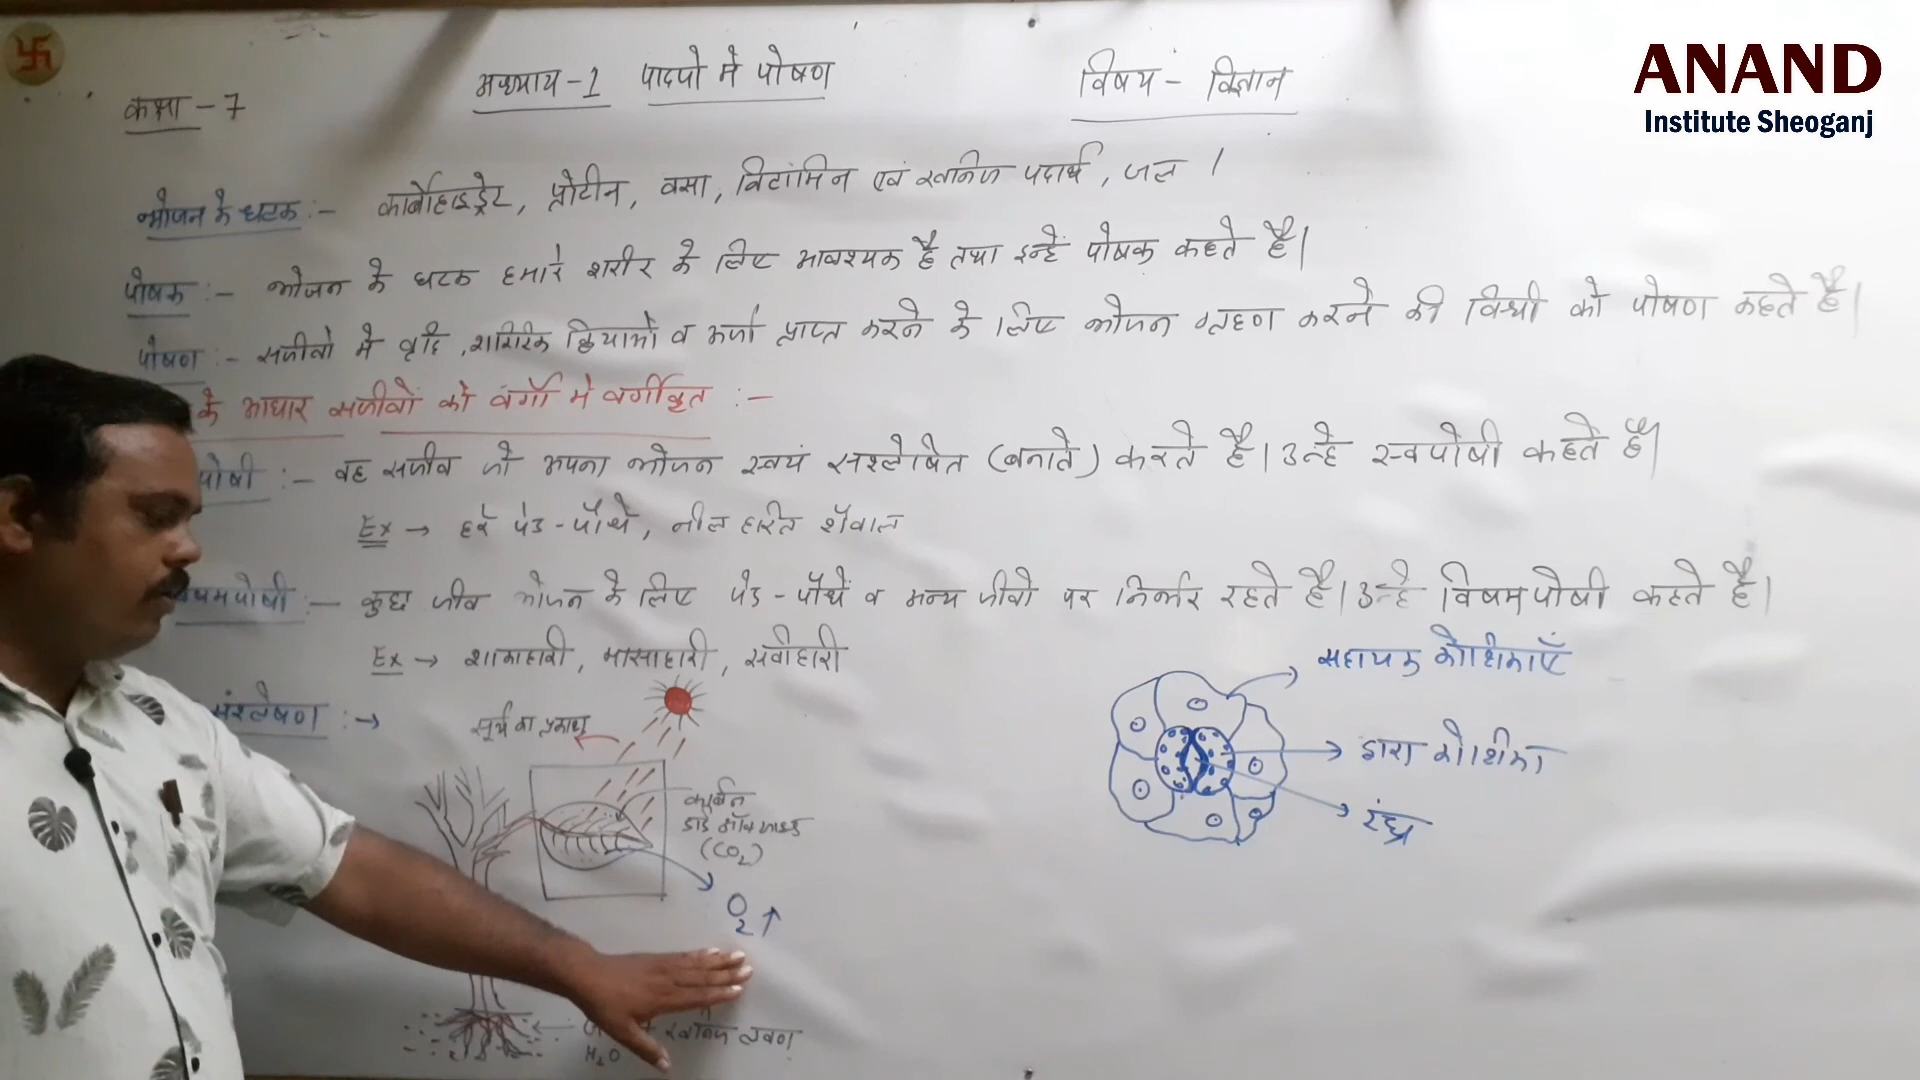 ANAND
Institute Sheoganj
कक्षा - 7
अध्याय - 1 पादपो मे पोषण
विषय - विज्ञान
भोजन के घटक :- कार्बोहाइड्रेट, प्रोटीन, वसा, विटामिन एवं खनिज पदार्थ, जल ।
पोषक :- भोजन के घटक हमारे शरीर के लिए आवश्यक है तथा इन्हें पोषक कहते है।
पोषण :- सजीवो मे वृद्धि, शारिरिक क्रियाओ व ऊर्जा प्राप्त करने के लिए भोजन ग्रहण करने की विधी को पोषण कहते है।
के आधार सजीवों को वर्गो मे वर्गीकृत :-
पोषी :- वह सजीव जो अपना भोजन स्वयं संश्लेषित (बनाते) करते है। उन्हे स्वपोषी कहते है।
Ex → हरे पेड - पौधे, नील हरित शैवाल
षमपोषी :- कुछ जीव भोजन के लिए पेड - पौधें व अन्य जीवो पर निर्भर रहते है। उन्हे विषमपोषी कहते है।
Ex → शाकाहारी, मासाहारी, सर्वाहारी
संश्लेषण :→
सूर्य का प्रकाश
कार्बन
डाई ऑक्साइड
(CO2)
O2↑
खनिज लवण
H2O
सहायक कोशिकाएँ
द्वारा कोशिका
रंध्र